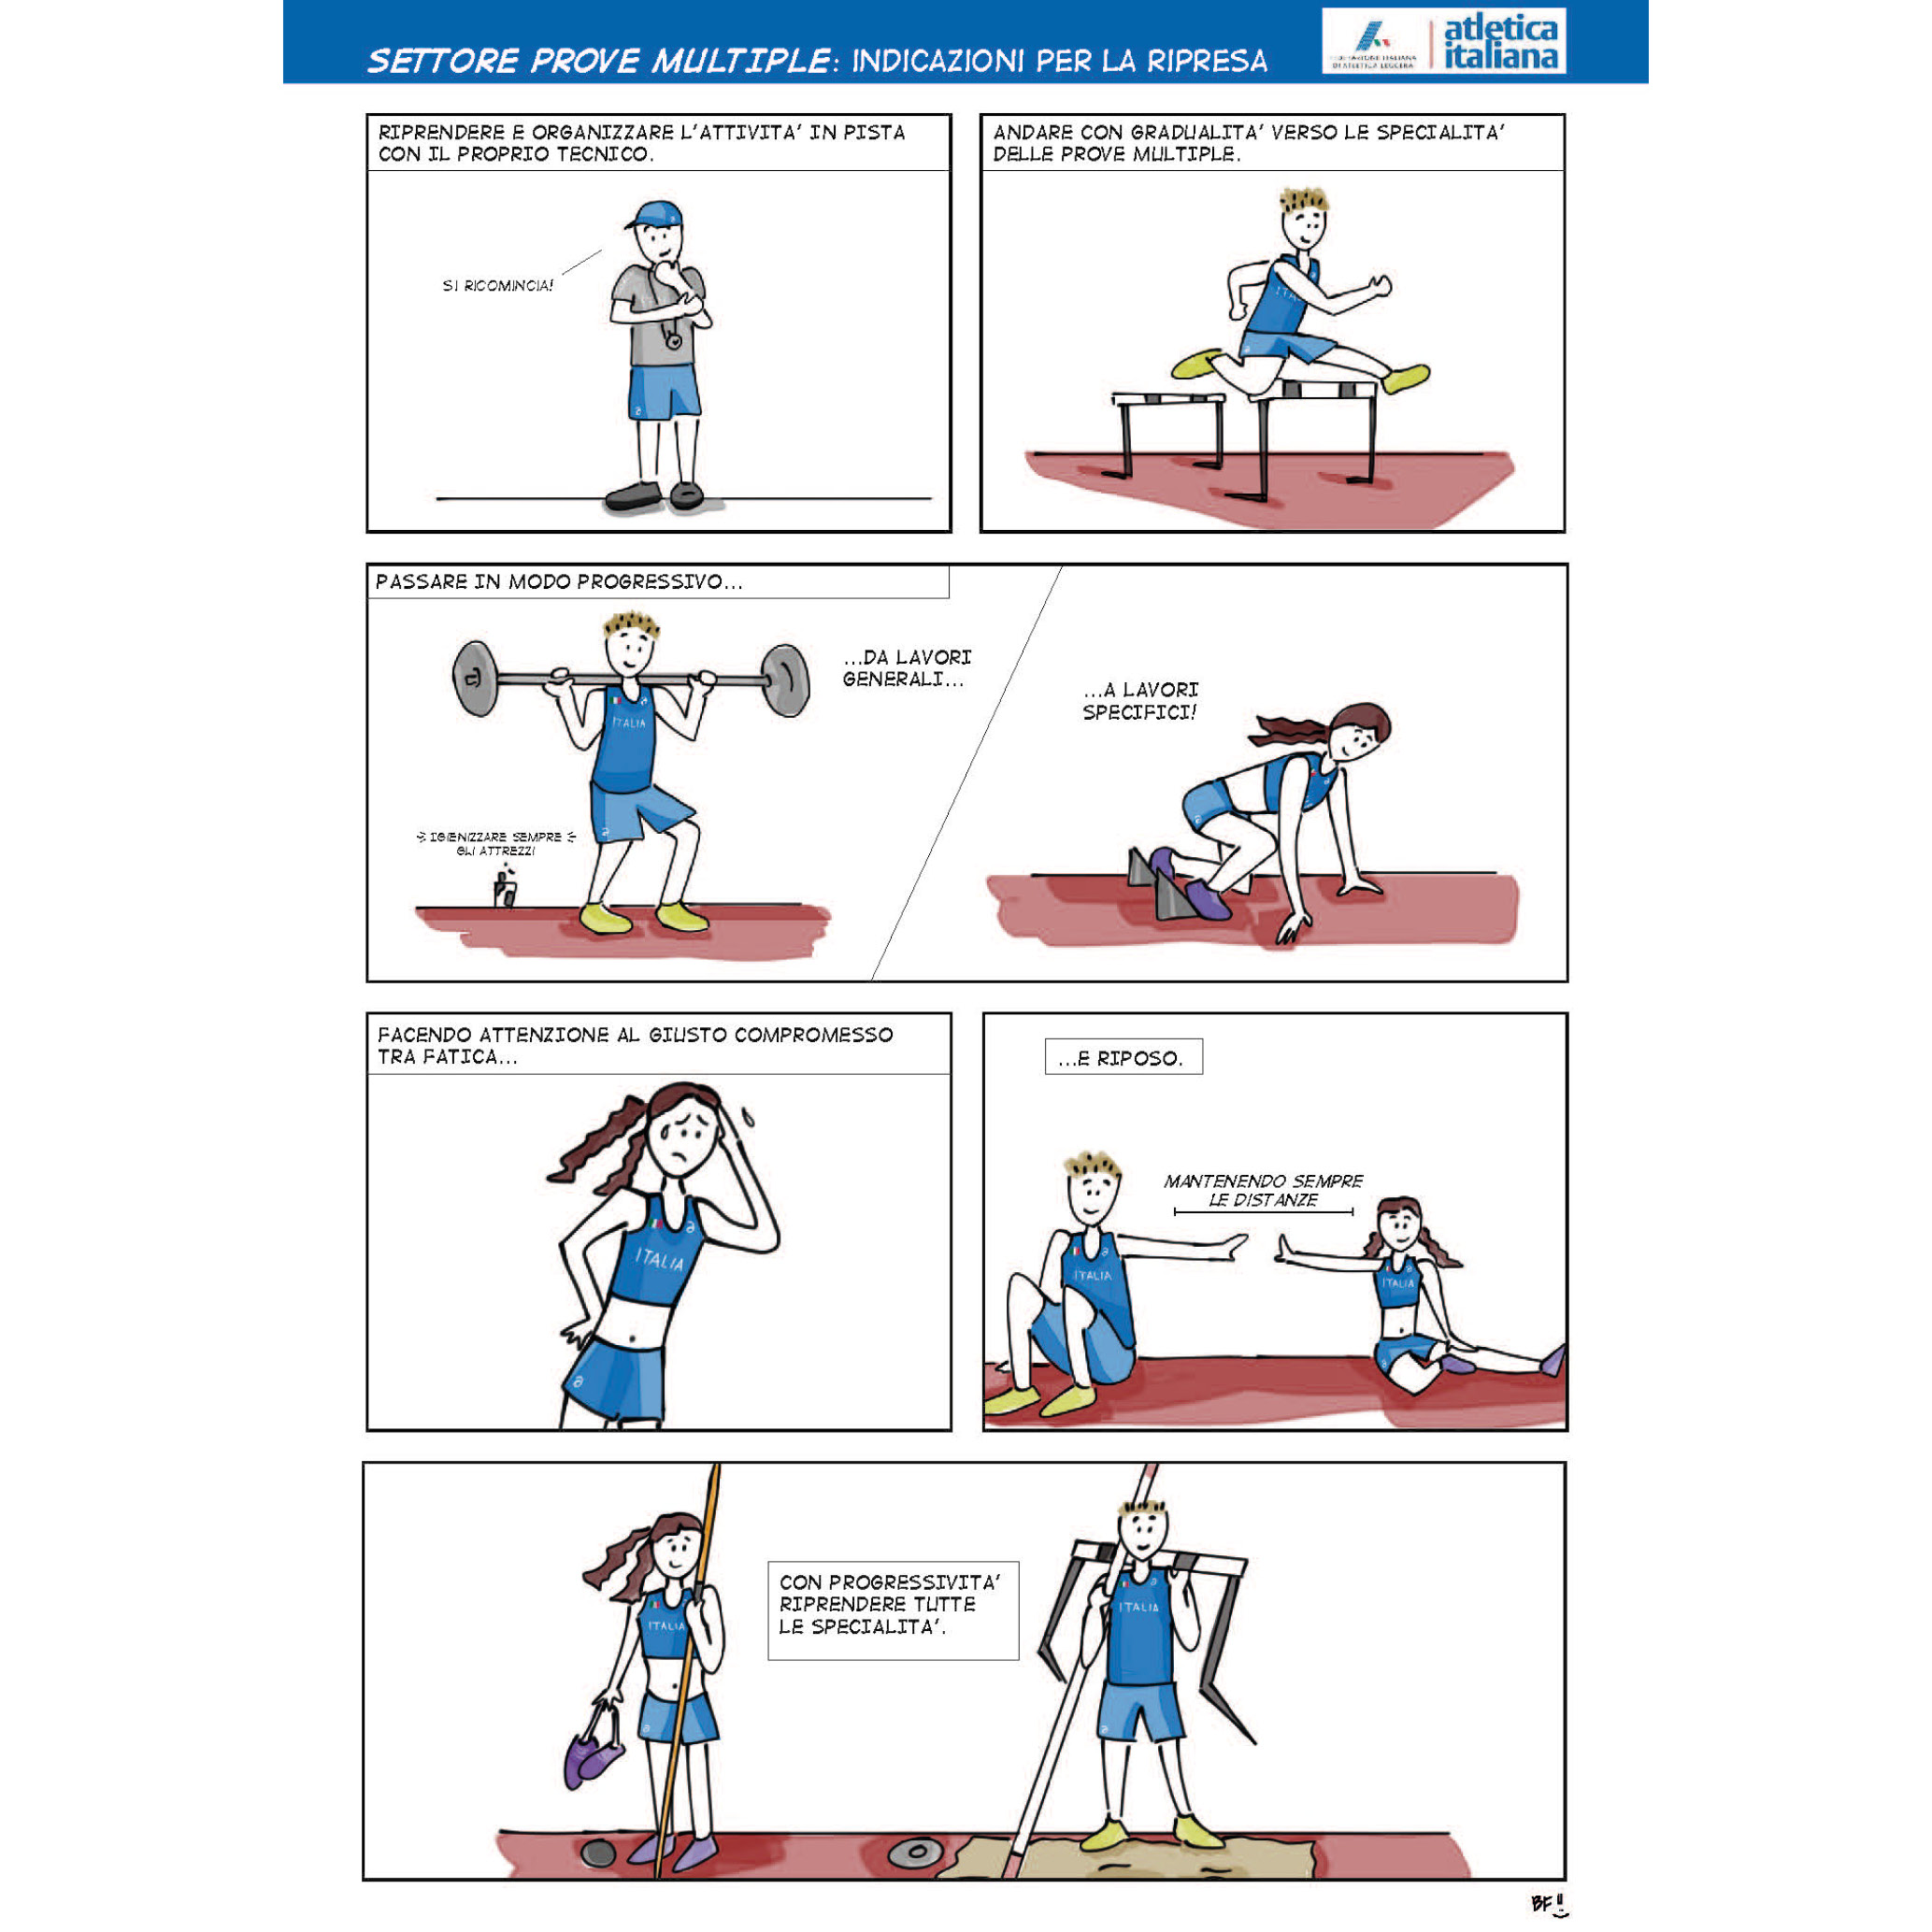 SETTORE PROVE MULTIPLE: INDICAZIONI PER LA RIPRESA
FEDERAZIONE ITALIANA
DI ATLETICA LEGGERA
atletica
italiana
RIPRENDERE E ORGANIZZARE L'ATTIVITA' IN PISTA
CON IL PROPRIO TECNICO.
SI RICOMINCIA!
ANDARE CON GRADUALITA' VERSO LE SPECIALITA'
DELLE PROVE MULTIPLE.
ITA
PASSARE IN MODO PROGRESSIVO...
...DA LAVORI
GENERALI...
ITALIA
IGIENIZZARE SEMPRE
GLI ATTREZZI
...A LAVORI
SPECIFICI!
FACENDO ATTENZIONE AL GIUSTO COMPROMESSO
TRA FATICA...
ITALIA
...E RIPOSO.
MANTENENDO SEMPRE
LE DISTANZE
ITALIA
ITALIA
CON PROGRESSIVITA'
RIPRENDERE TUTTE
LE SPECIALITA'.
ITALIA
ITALIA
BF!!